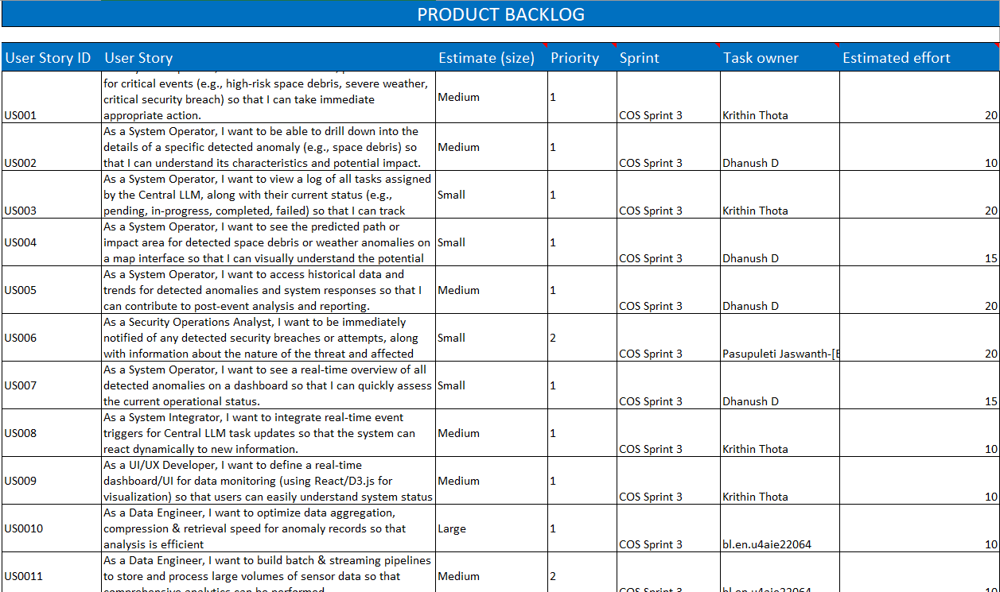 PRODUCT BACKLOG
User Story ID User Story Estimate (size) Priority Sprint Task owner Estimated effort
for critical events (e.g., high-risk space debris, severe weather,
critical security breach) so that I can take immediate
appropriate action.
US001 Medium 1 COS Sprint 3 Krithin Thota 20
As a System Operator, I want to be able to drill down into the
details of a specific detected anomaly (e.g., space debris) so
that I can understand its characteristics and potential impact.
US002 Medium 1 COS Sprint 3 Dhanush D 10
As a System Operator, I want to view a log of all tasks assigned
by the Central LLM, along with their current status (e.g.,
pending, in-progress, completed, failed) so that I can track
US003 Small 1 COS Sprint 3 Krithin Thota 20
As a System Operator, I want to see the predicted path or
impact area for detected space debris or weather anomalies on
a map interface so that I can visually understand the potential
US004 Small 1 COS Sprint 3 Dhanush D 15
As a System Operator, I want to access historical data and
trends for detected anomalies and system responses so that I
can contribute to post-event analysis and reporting.
US005 Medium 1 COS Sprint 3 Dhanush D 20
As a Security Operations Analyst, I want to be immediately
notified of any detected security breaches or attempts, along
with information about the nature of the threat and affected
US006 Small 2 COS Sprint 3 Pasupuleti Jaswanth-[ 20
As a System Operator, I want to see a real-time overview of all
detected anomalies on a dashboard so that I can quickly assess
the current operational status.
US007 Small 1 COS Sprint 3 Dhanush D 15
As a System Integrator, I want to integrate real-time event
triggers for Central LLM task updates so that the system can
react dynamically to new information.
US008 Medium 1 COS Sprint 3 Krithin Thota 10
As a UI/UX Developer, I want to define a real-time
dashboard/UI for data monitoring (using React/D3.js for
visualization) so that users can easily understand system status
US009 Medium 1 COS Sprint 3 Krithin Thota 10
As a Data Engineer, I want to optimize data aggregation,
compression & retrieval speed for anomaly records so that
analysis is efficient
US0010 Large 1 COS Sprint 3 bl.en.u4aie22064 10
As a Data Engineer, I want to build batch & streaming pipelines
to store and process large volumes of sensor data so that
comprehensive analytics can be performed
US0011 Medium 2 COS Sprint 3 bl.en.u4aie22064 10